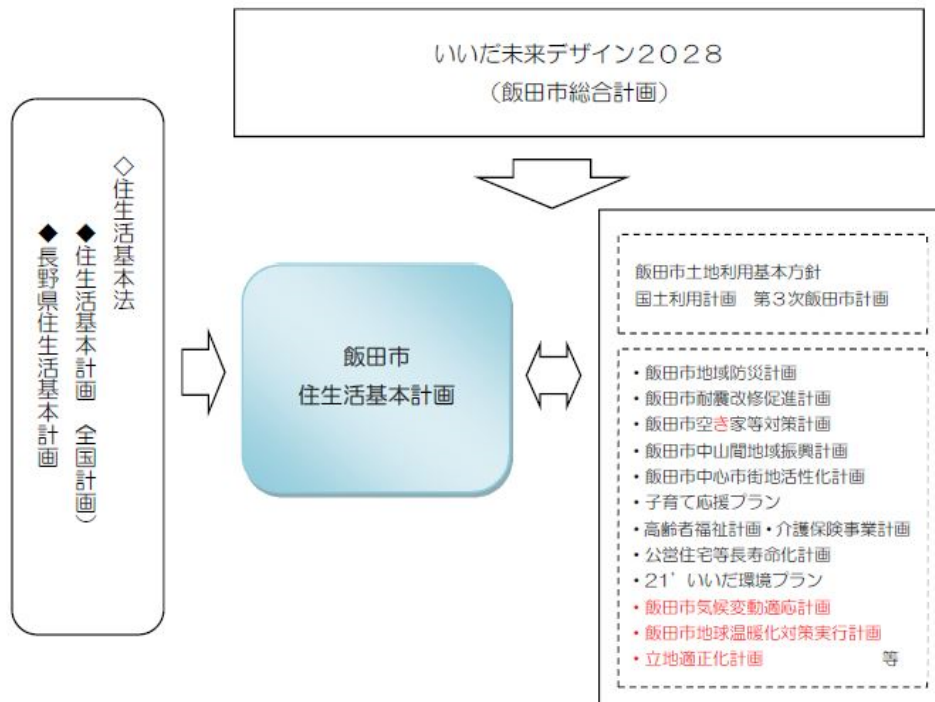 いいだ未来デザイン２０２８
（飯田市総合計画）
◇住生活基本法
◆住生活基本計画（全国計画）
◆長野県住生活基本計画
飯田市
住生活基本計画
飯田市土地利用基本方針
国土利用計画　第３次飯田市計画
・飯田市地域防災計画
・飯田市耐震改修促進計画
・飯田市空き家等対策計画
・飯田市中山間地域振興計画
・飯田市中心市街地活性化計画
・子育て応援プラン
・高齢者福祉計画・介護保険事業計画
・公営住宅等長寿命化計画
・21’いいだ環境プラン
・飯田市気候変動適応計画
・飯田市地球温暖化対策実行計画
・立地適正化計画　　　　　　等